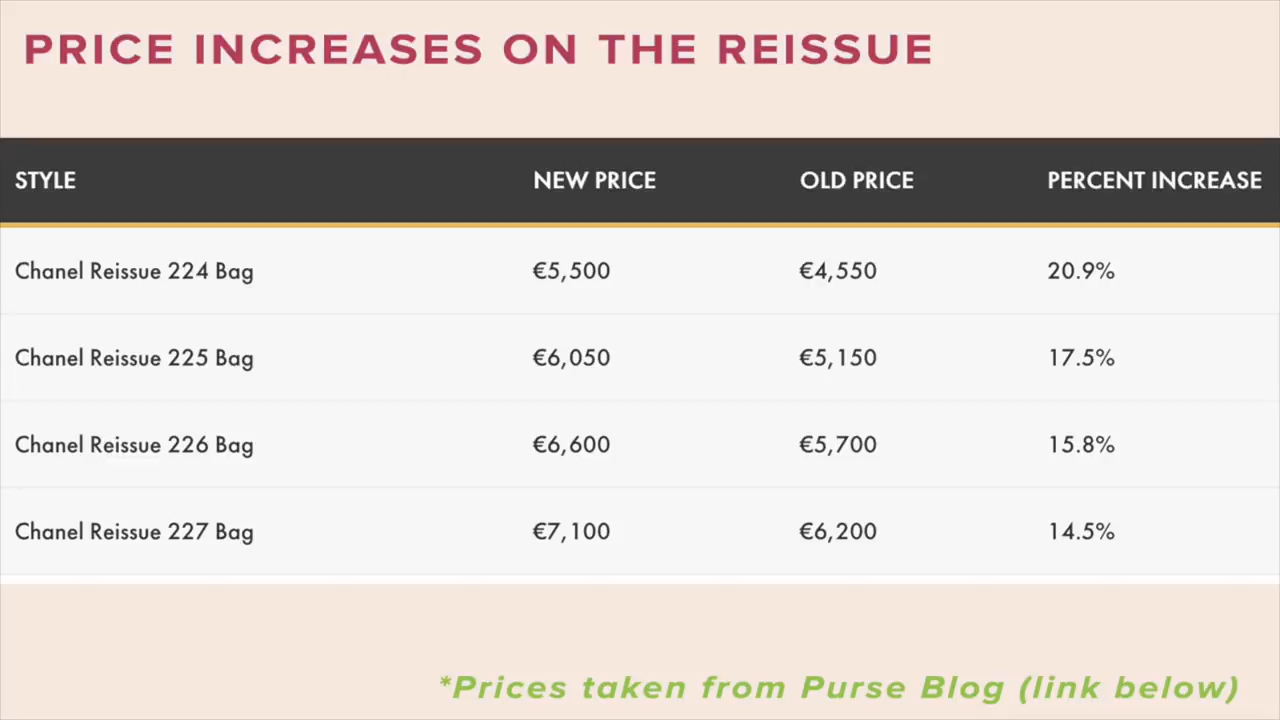 PRICE INCREASES ON THE REISSUE
STYLE NEW PRICE OLD PRICE PERCENT INCREASE
Chanel Reissue 224 Bag €5,500 €4,550 20.9%
Chanel Reissue 225 Bag €6,050 €5,150 17.5%
Chanel Reissue 226 Bag €6,600 €5,700 15.8%
Chanel Reissue 227 Bag €7,100 €6,200 14.5%
*Prices taken from Purse Blog (link below)